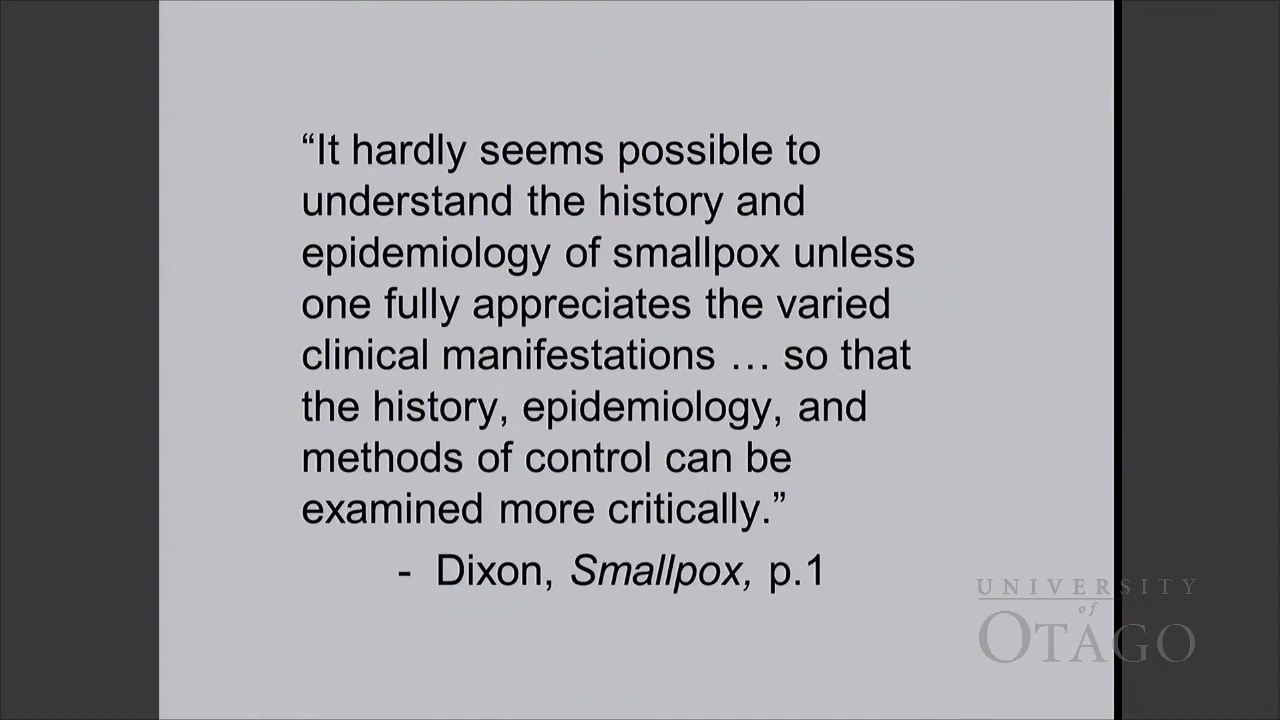 “It hardly seems possible to
understand the history and
epidemiology of smallpox unless
one fully appreciates the varied
clinical manifestations … so that
the history, epidemiology, and
methods of control can be
examined more critically.”
- Dixon, Smallpox, p.1
UNIVERSITY
of
OTAGO